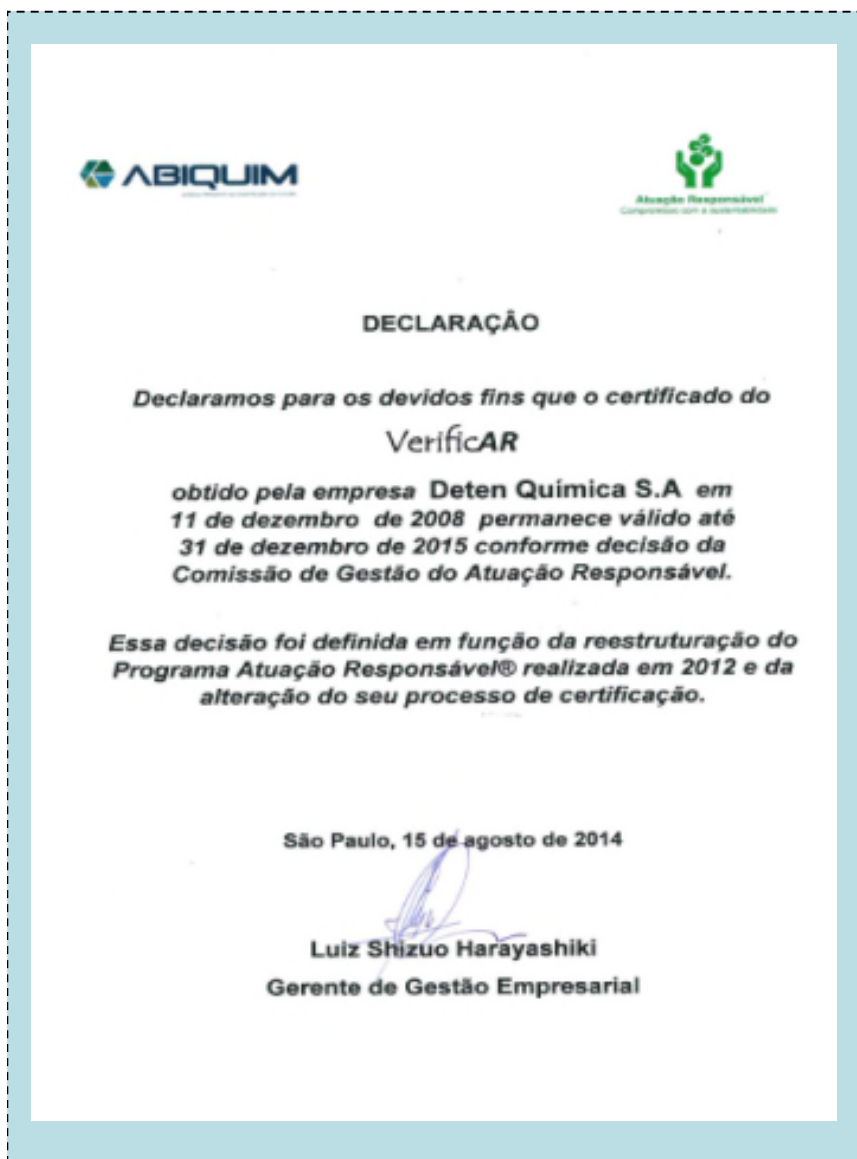 ABIQUIM
Atuação Responsável
Compromisso com a sustentabilidade
DECLARAÇÃO
Declaramos para os devidos fins que o certificado do
VerificAR
obtido pela empresa Deten Química S.A em
11 de dezembro de 2008 permanece válido até
31 de dezembro de 2015 conforme decisão da
Comissão de Gestão do Atuação Responsável.
Essa decisão foi definida em função da reestruturação do
Programa Atuação Responsável® realizada em 2012 e da
alteração do seu processo de certificação.
São Paulo, 15 de agosto de 2014
Luiz Shizuo Harayashiki
Gerente de Gestão Empresarial